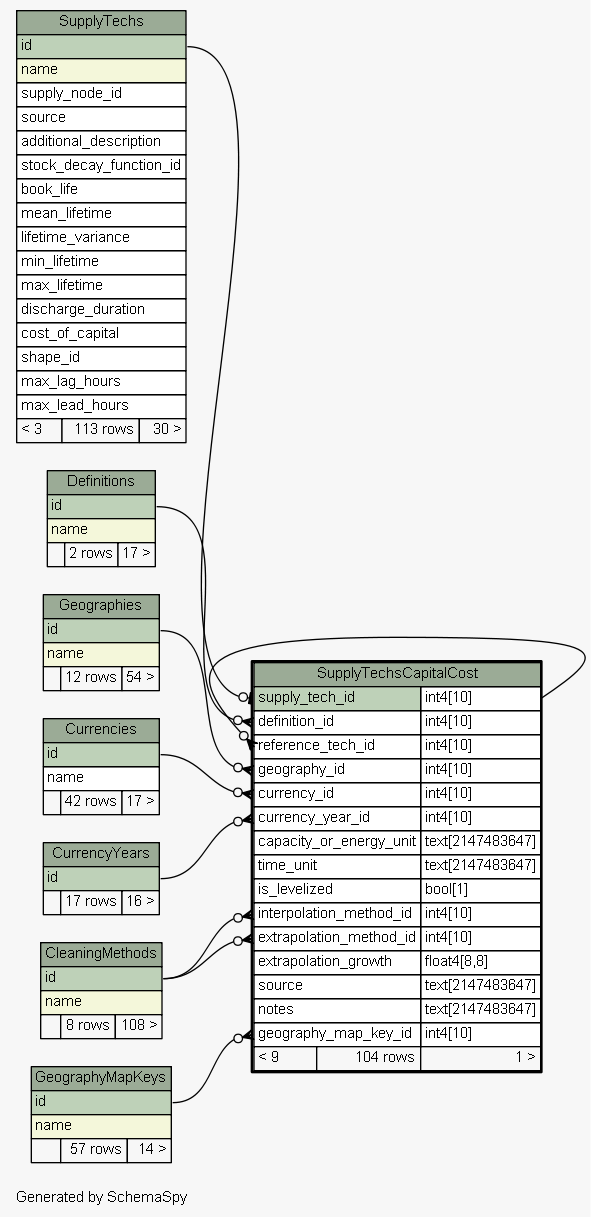 SupplyTechs
id
name
supply_node_id
source
additional_description
stock_decay_function_id
book_life
mean_lifetime
lifetime_variance
min_lifetime
max_lifetime
discharge_duration
cost_of_capital
shape_id
max_lag_hours
max_lead_hours
< 3 113 rows 30 >
Definitions
id
name
2 rows 17 >
Geographies
id
name
12 rows 54 >
Currencies
id
name
42 rows 17 >
CurrencyYears
id
17 rows 16 >
CleaningMethods
id
name
8 rows 108 >
GeographyMapKeys
id
name
57 rows 14 >
SupplyTechsCapitalCost
supply_tech_id int4[10]
definition_id int4[10]
reference_tech_id int4[10]
geography_id int4[10]
currency_id int4[10]
currency_year_id int4[10]
capacity_or_energy_unit text[2147483647]
time_unit text[2147483647]
is_levelized bool[1]
interpolation_method_id int4[10]
extrapolation_method_id int4[10]
extrapolation_growth float4[8,8]
source text[2147483647]
notes text[2147483647]
geography_map_key_id int4[10]
< 9 104 rows 1 >
Generated by SchemaSpy